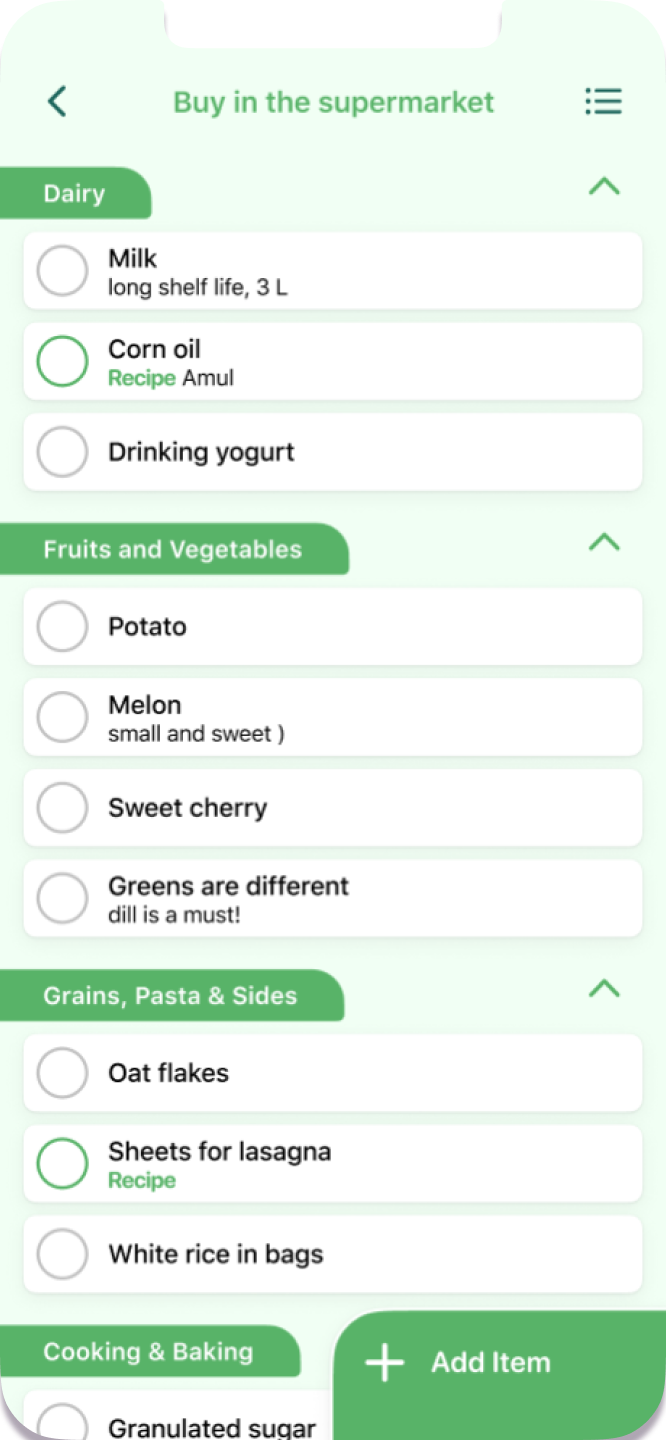 Buy in the supermarket
Dairy
Milk
long shelf life, 3 L
Corn oil
Recipe Amul
Drinking yogurt
Fruits and Vegetables
Potato
Melon
small and sweet )
Sweet cherry
Greens are different
dill is a must!
Grains, Pasta & Sides
Oat flakes
Sheets for lasagna
Recipe
White rice in bags
Cooking & Baking
Add Item
Granulated sugar